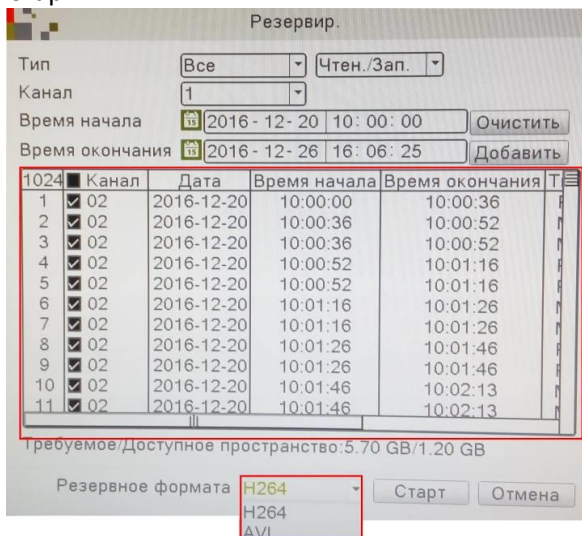 Резервир.
Тип Все Чтен./Зап.
Канал 1
Время начала 15 2016-12-20 10:00:00 Очистить
Время окончания 15 2016-12-26 16:06:25 Добавить
1024 Канал Дата Время начала Время окончания Т
1 02 2016-12-20 10:00:00 10:00:36
2 02 2016-12-20 10:00:36 10:00:52
3 02 2016-12-20 10:00:36 10:00:52
4 02 2016-12-20 10:00:52 10:01:16
5 02 2016-12-20 10:00:52 10:01:16
6 02 2016-12-20 10:01:16 10:01:26
7 02 2016-12-20 10:01:16 10:01:26
8 02 2016-12-20 10:01:26 10:01:46
9 02 2016-12-20 10:01:26 10:01:46
10 02 2016-12-20 10:01:46 10:02:13
11 02 2016-12-20 10:01:46 10:02:13
Требуемое/Доступное пространство:5.70 GB/1.20 GB
Резервное формата H264 Старт Отмена
H264
AVI